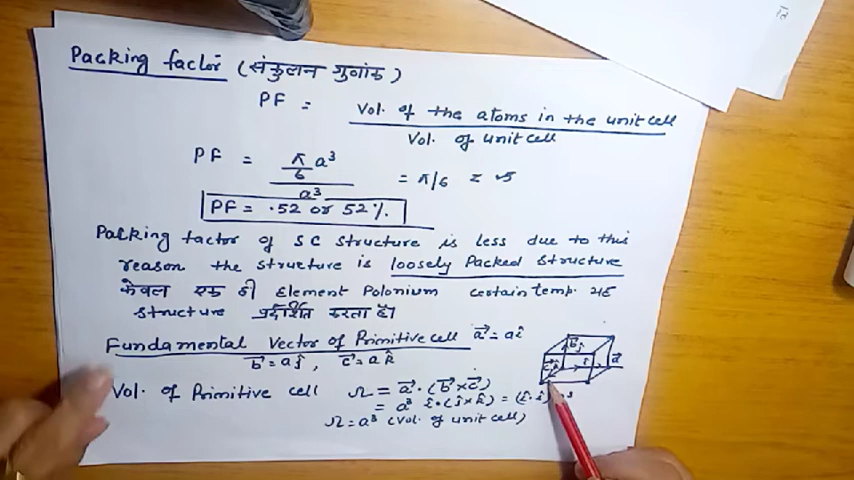 Packing factor (संकुलन गुनांक)
PF = Vol. of the atoms in the unit cell
Vol. of unit cell
PF = π/6 a³
a³
= π/6 =
PF = .52 or 52%.
Packing factor of SC structure is less due to this
reason the structure is loosely Packed structure
केवल एक ही Element Polonium certain temp. यह
structure प्रदर्शित करता है।
Fundamental Vector of Primitive cell a⃗ = aî
b⃗ = aĵ, c⃗ = ak̂
Vol. of Primitive cell Ω = a⃗·(b⃗×c⃗)
= a³ î·(ĵ×k̂) = (î·î)
Ω = a³ (Vol. of unit cell)